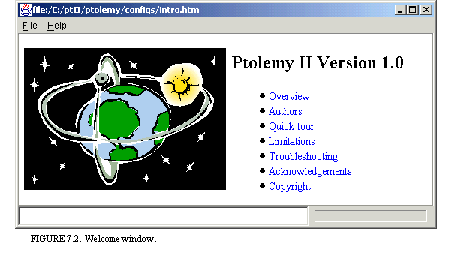 file:/C:/ptII/ptolemy/configs/intro.htm
File Help
Ptolemy II Version 1.0
Overview
Authors
Quick tour
Limitations
Troubleshooting
Acknowledgements
Copyright
FIGURE 7.2. Welcome window.